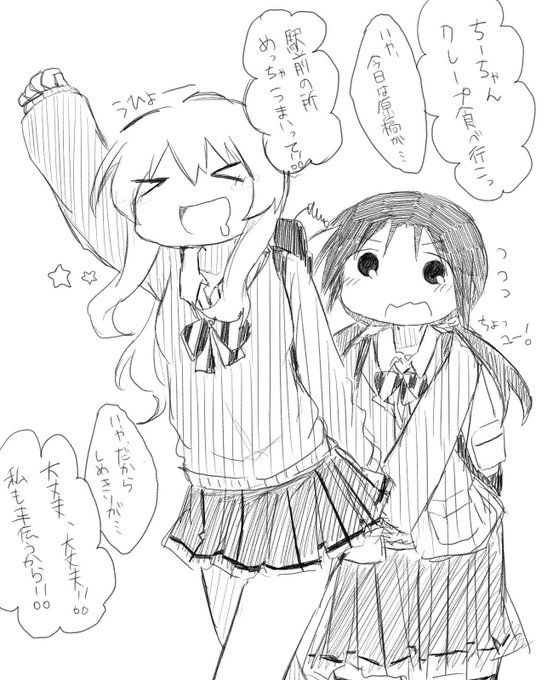 ちーちゃん
クレープ食べ行こっ
いや、
今日は原稿が…
駅前の所
めっちゃうまいって!!
うひょー
っっっ
ちょっ
ユー!
いや、だから
しめきりが…
大丈夫、大丈夫!!
私も手伝うから!!